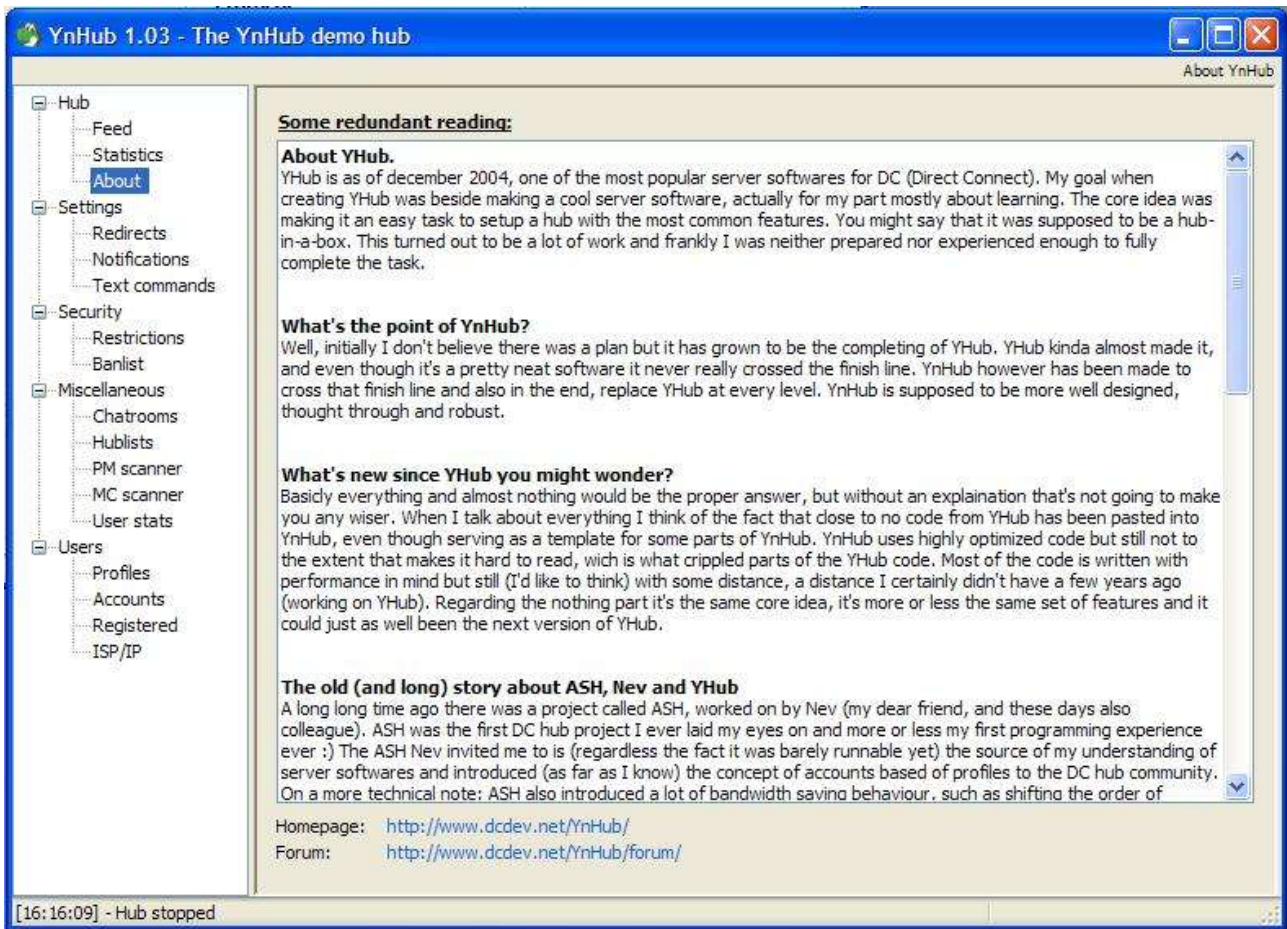 YnHub 1.03 - The YnHub demo hub
About YnHub
Hub
Feed
Statistics
About
Settings
Redirects
Notifications
Text commands
Security
Restrictions
Banlist
Miscellaneous
Chatrooms
Hublists
PM scanner
MC scanner
User stats
Users
Profiles
Accounts
Registered
ISP/IP
Some redundant reading:
About YHub.
YHub is as of december 2004, one of the most popular server softwares for DC (Direct Connect). My goal when
creating YHub was beside making a cool server software, actually for my part mostly about learning. The core idea was
making it an easy task to setup a hub with the most common features. You might say that it was supposed to be a hub-
in-a-box. This turned out to be a lot of work and frankly I was neither prepared nor experienced enough to fully
complete the task.
What's the point of YnHub?
Well, initially I don't believe there was a plan but it has grown to be the completing of YHub. YHub kinda almost made it,
and even though it's a pretty neat software it never really crossed the finish line. YnHub however has been made to
cross that finish line and also in the end, replace YHub at every level. YnHub is supposed to be more well designed,
thought through and robust.
What's new since YHub you might wonder?
Basicly everything and almost nothing would be the proper answer, but without an explaination that's not going to make
you any wiser. When I talk about everything I think of the fact that close to no code from YHub has been pasted into
YnHub, even though serving as a template for some parts of YnHub. YnHub uses highly optimized code but still not to
the extent that makes it hard to read, wich is what crippled parts of the YHub code. Most of the code is written with
performance in mind but still (I'd like to think) with some distance, a distance I certainly didn't have a few years ago
(working on YHub). Regarding the nothing part it's the same core idea, it's more or less the same set of features and it
could just as well been the next version of YHub.
The old (and long) story about ASH, Nev and YHub
A long long time ago there was a project called ASH, worked on by Nev (my dear friend, and these days also
colleague). ASH was the first DC hub project I ever laid my eyes on and more or less my first programming experience
ever :) The ASH Nev invited me to is (regardless the fact it was barely runnable yet) the source of my understanding of
server softwares and introduced (as far as I know) the concept of accounts based of profiles to the DC hub community.
On a more technical note: ASH also introduced a lot of bandwidth saving behaviour, such as shifting the order of
Homepage: http://www.dcdev.net/YnHub/
Forum: http://www.dcdev.net/YnHub/forum/
[16:16:09] - Hub stopped